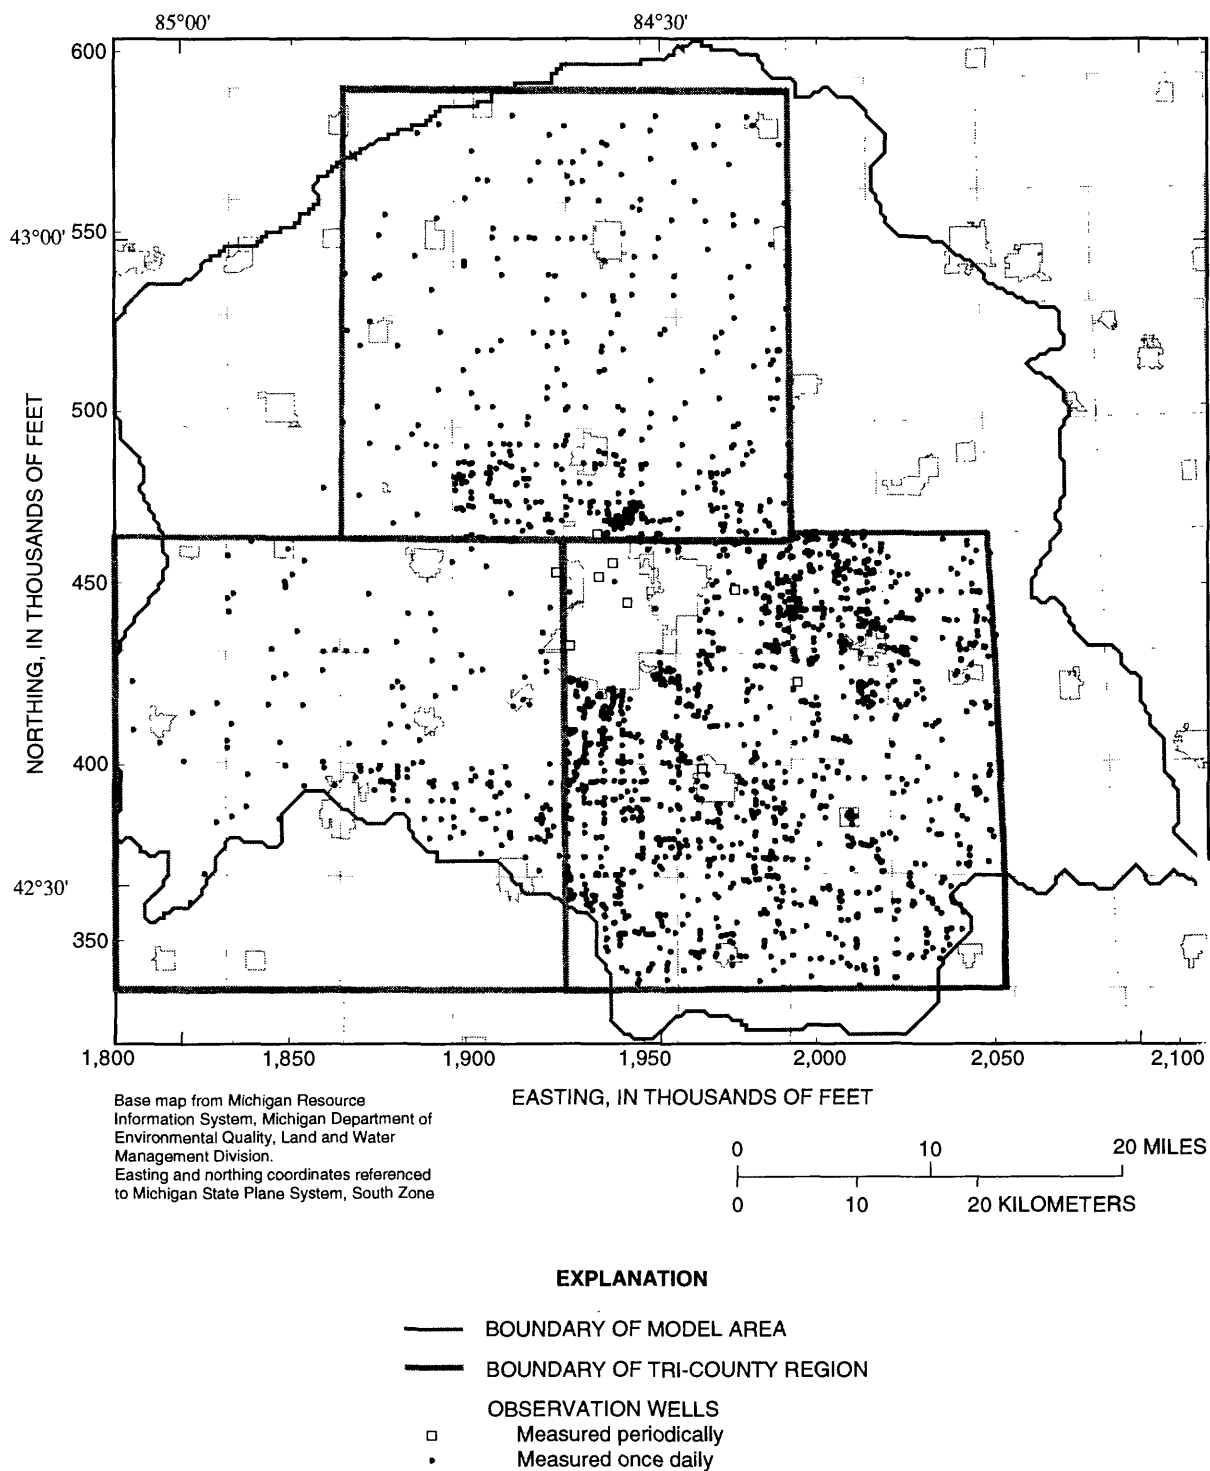 85°00' 84°30'
600
43°00' 550
500
450
400
42°30'
350
NORTHING, IN THOUSANDS OF FEET
1,800 1,850 1,900 1,950 2,000 2,050 2,100
EASTING, IN THOUSANDS OF FEET
Base map from Michigan Resource
Information System, Michigan Department of
Environmental Quality, Land and Water
Management Division.
Easting and northing coordinates referenced
to Michigan State Plane System, South Zone
0 10 20 MILES
0 10 20 KILOMETERS
EXPLANATION
BOUNDARY OF MODEL AREA
BOUNDARY OF TRI-COUNTY REGION
OBSERVATION WELLS
Measured periodically
Measured once daily